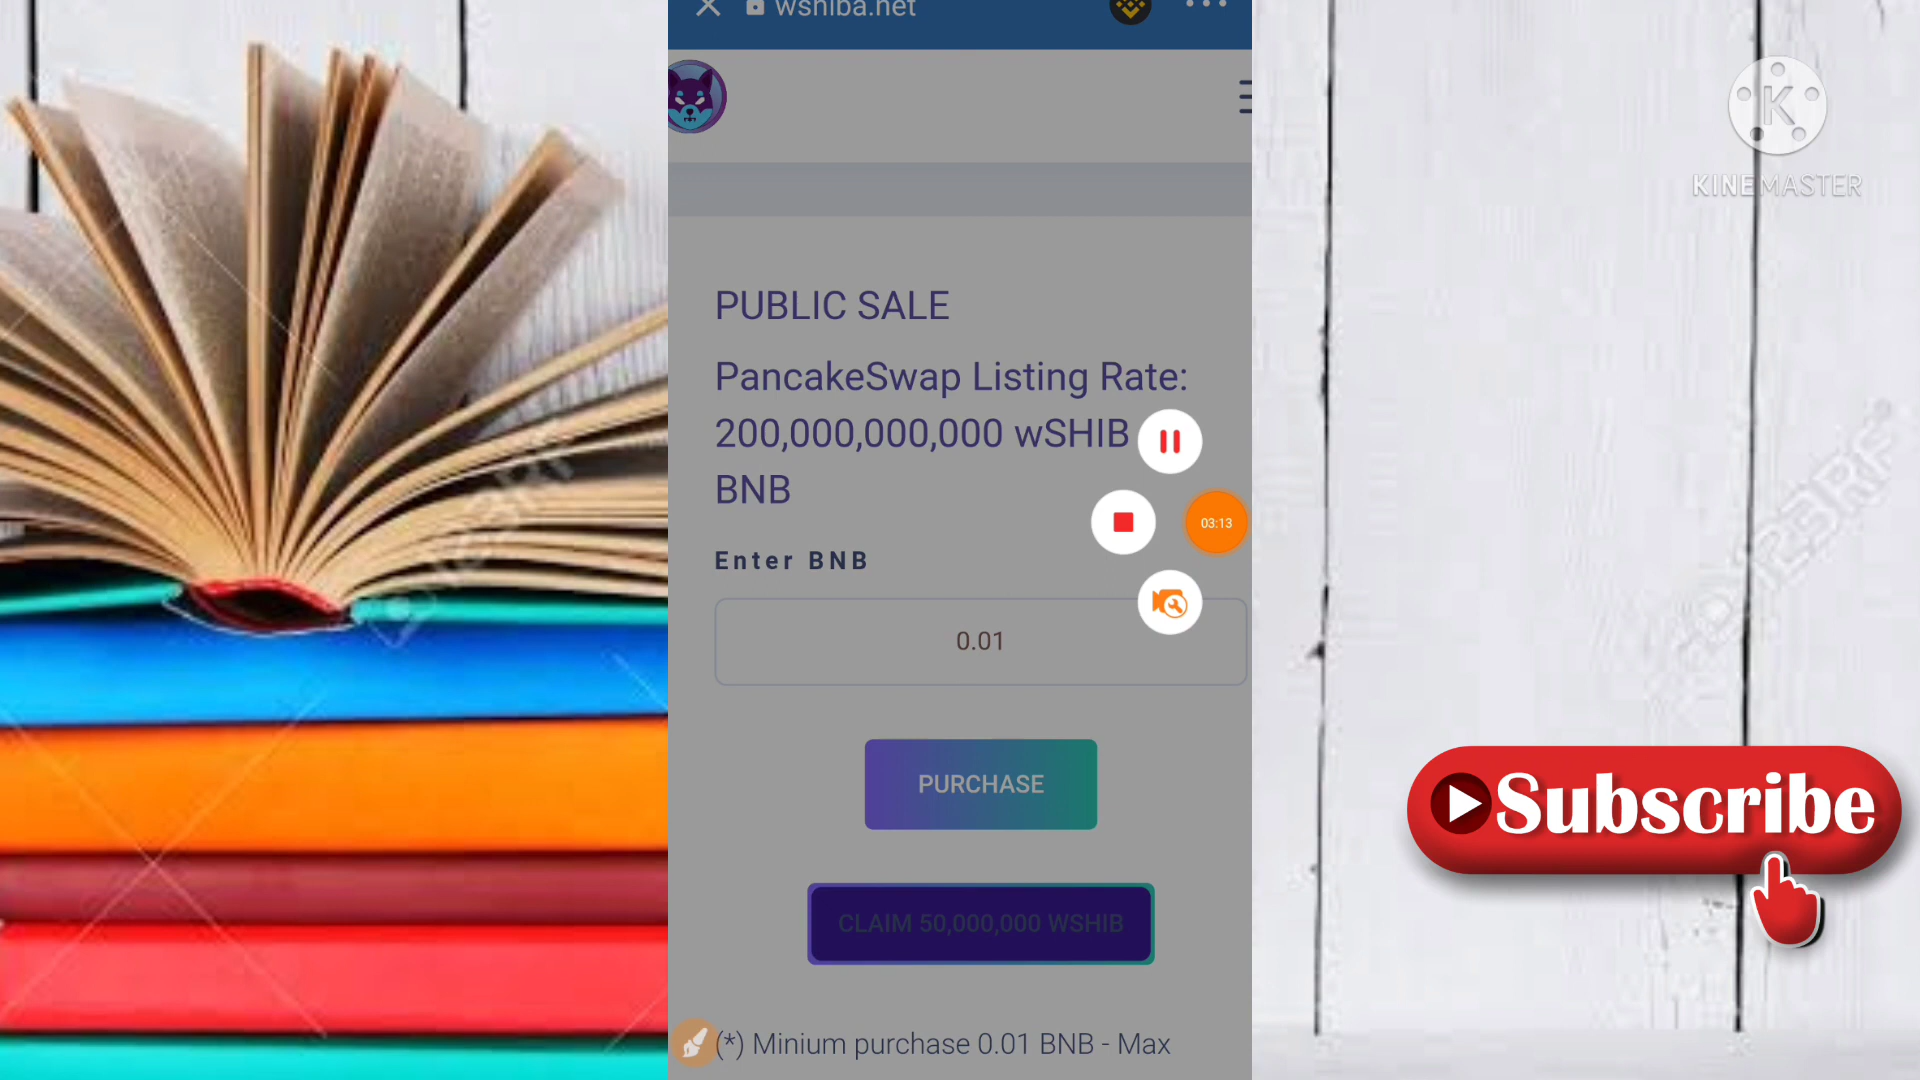 wshiba.net
KINEMASTER
PUBLIC SALE
PancakeSwap Listing Rate:
200,000,000,000 wSHIB
BNB
03:13
Enter BNB
0.01
PURCHASE
Subscribe
CLAIM 50,000,000 WSHIB
(*) Minium purchase 0.01 BNB - Max